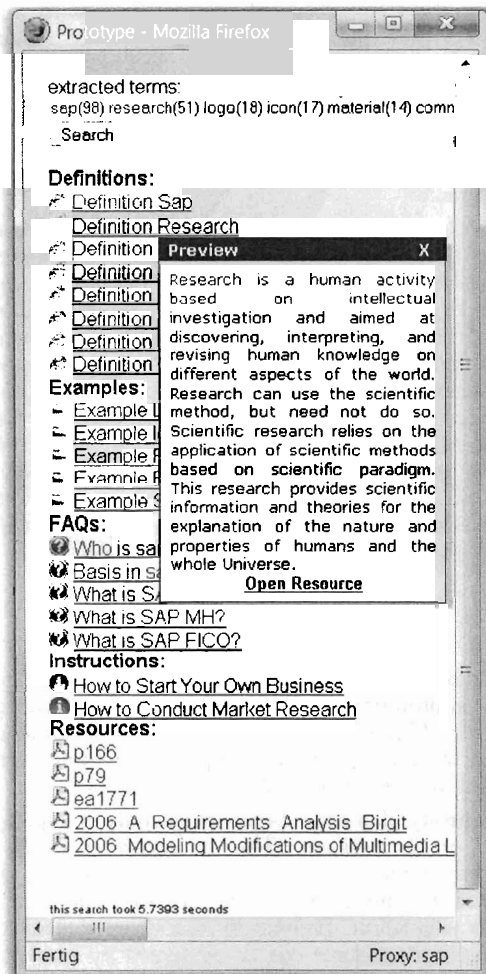 Prototype - Mozilla Firefox
extracted terms:
sap(98) research(51) logo(18) icon(17) material(14) comn
Search
Definitions:
Definition Sap
Definition Research
Definition
Definition
Definition
Definition
Definition
Definition
Preview X
Research is a human activity
based on intellectual
investigation and aimed at
discovering, interpreting, and
revising human knowledge on
different aspects of the world.
Research can use the scientific
method, but need not do so.
Scientific research relies on the
application of scientific methods
based on scientific paradigm.
This research provides scientific
information and theories for the
explanation of the nature and
properties of humans and the
whole Universe.
Open Resource
Examples:
Example
Example
Example
Example
Example
FAQs:
Who is sa
Basis in sa
What is SA
What is SAP MH?
What is SAP FICO?
Instructions:
How to Start Your Own Business
How to Conduct Market Research
Resources:
p166
p79
ea1771
2006 A Requirements Analysis Birgit
2006 Modeling Modifications of Multimedia L
this search took 5.7393 seconds
Fertig Proxy: sap